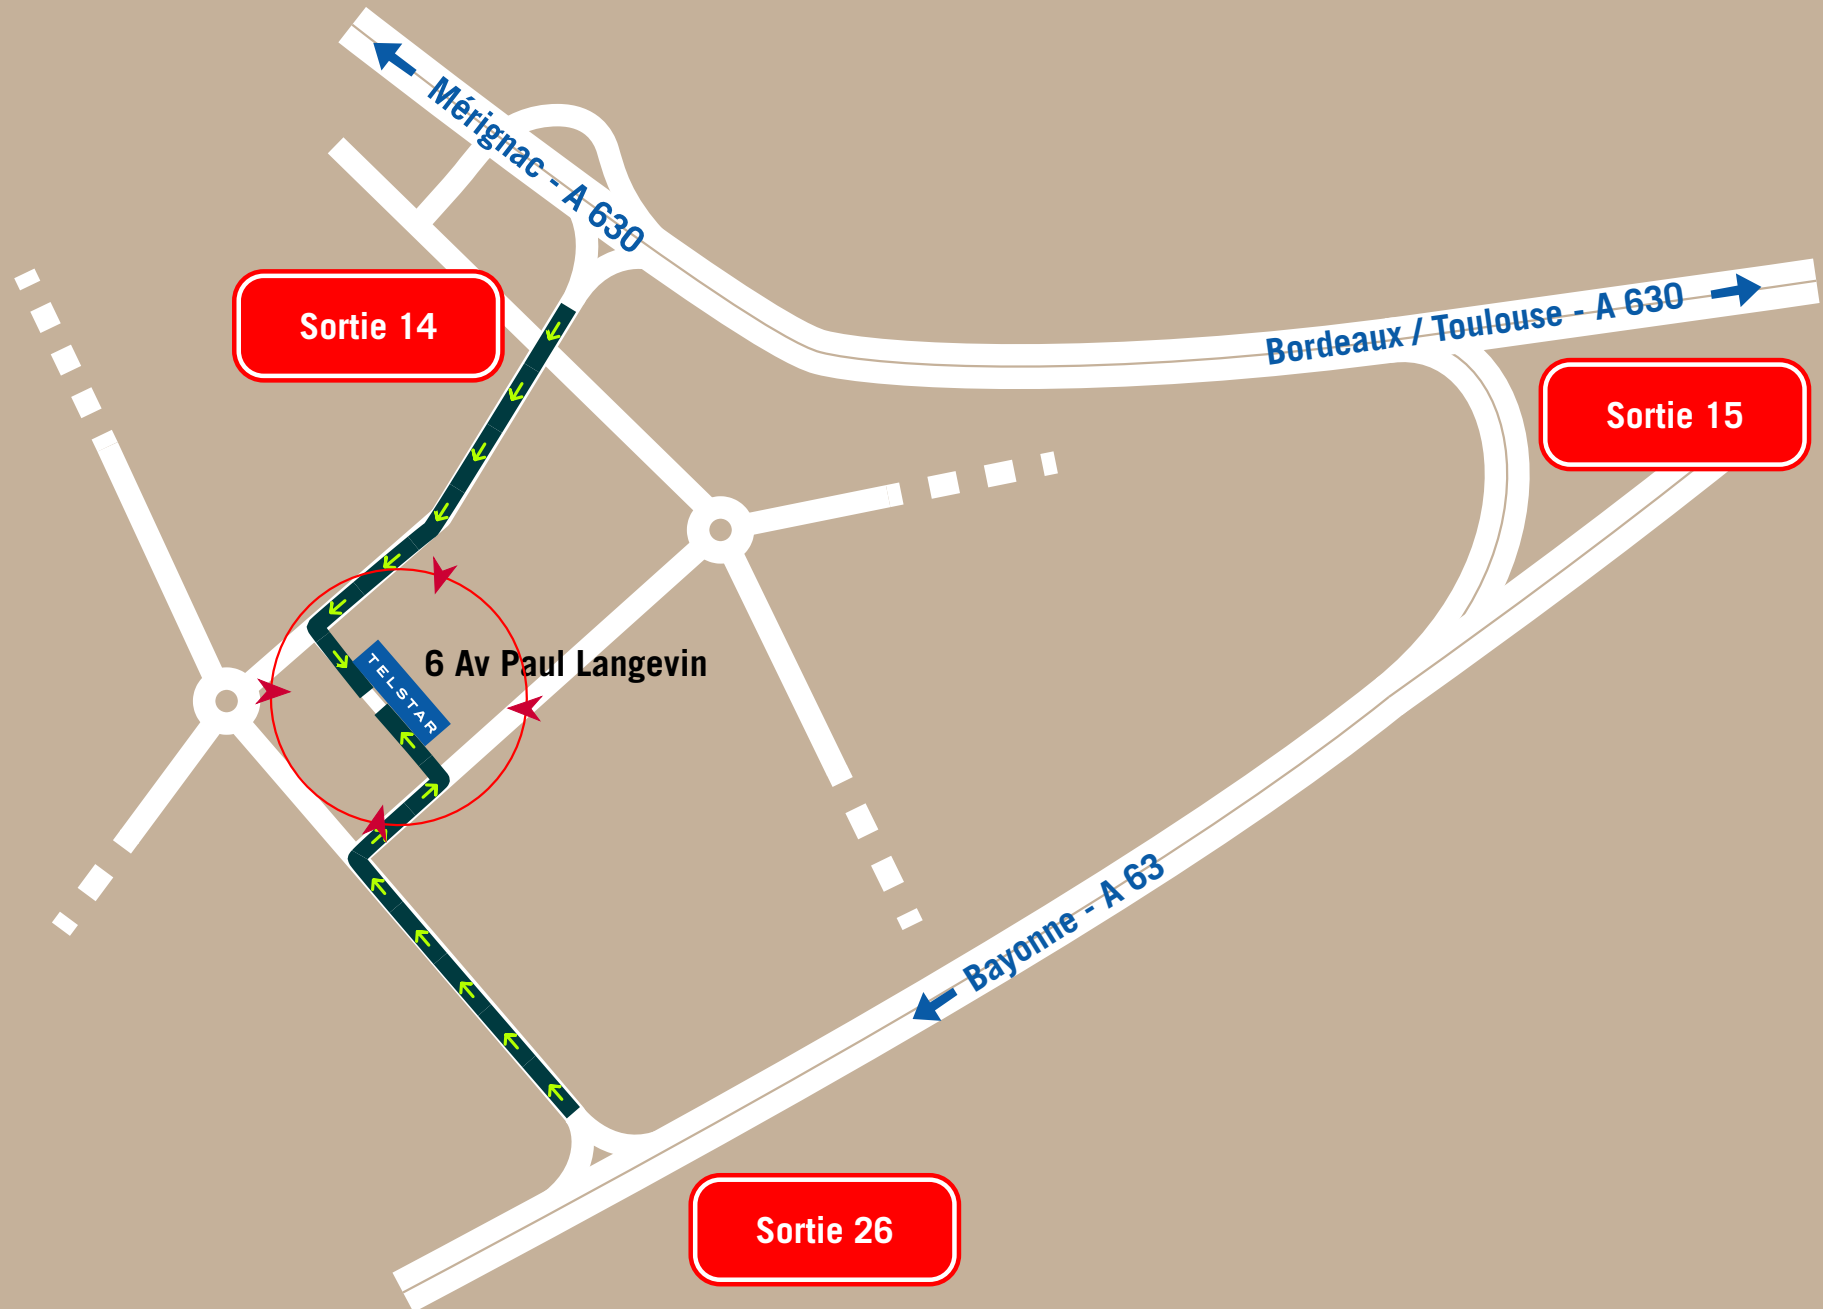 Mérignac - A 630
Bordeaux / Toulouse - A 630
Sortie 14
Sortie 15
6 Av Paul Langevin
TELSTAR
Bayonne - A 63
Sortie 26